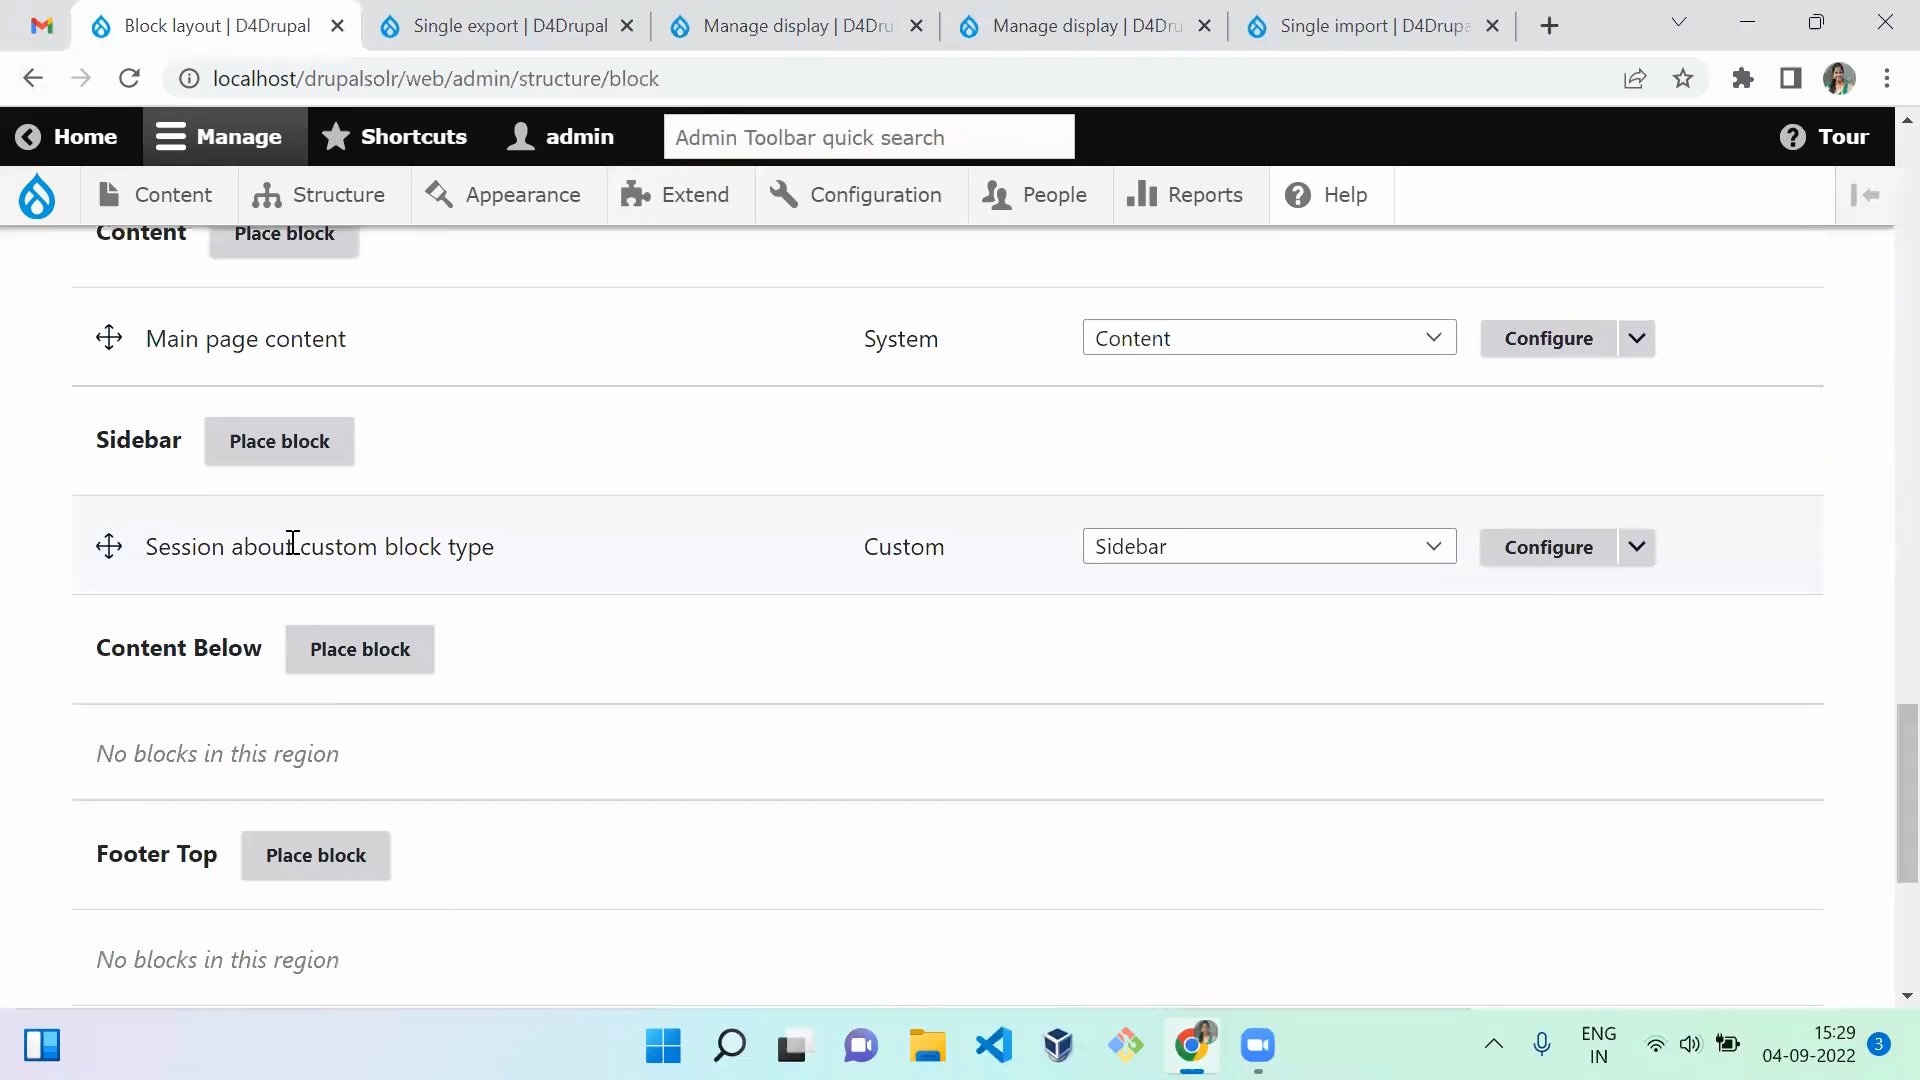 Block layout | D4Drupal
Single export | D4Drupal
Manage display | D4Dru
Manage display | D4Dru
Single import | D4Drupa
localhost/drupalsolr/web/admin/structure/block
Home
Manage
Shortcuts
admin
Admin Toolbar quick search
Tour
Content
Structure
Appearance
Extend
Configuration
People
Reports
Help
Content
Place block
Main page content
System
Content
Configure
Sidebar
Place block
Session about custom block type
Custom
Sidebar
Configure
Content Below
Place block
No blocks in this region
Footer Top
Place block
No blocks in this region
ENG
IN
15:29
04-09-2022
3